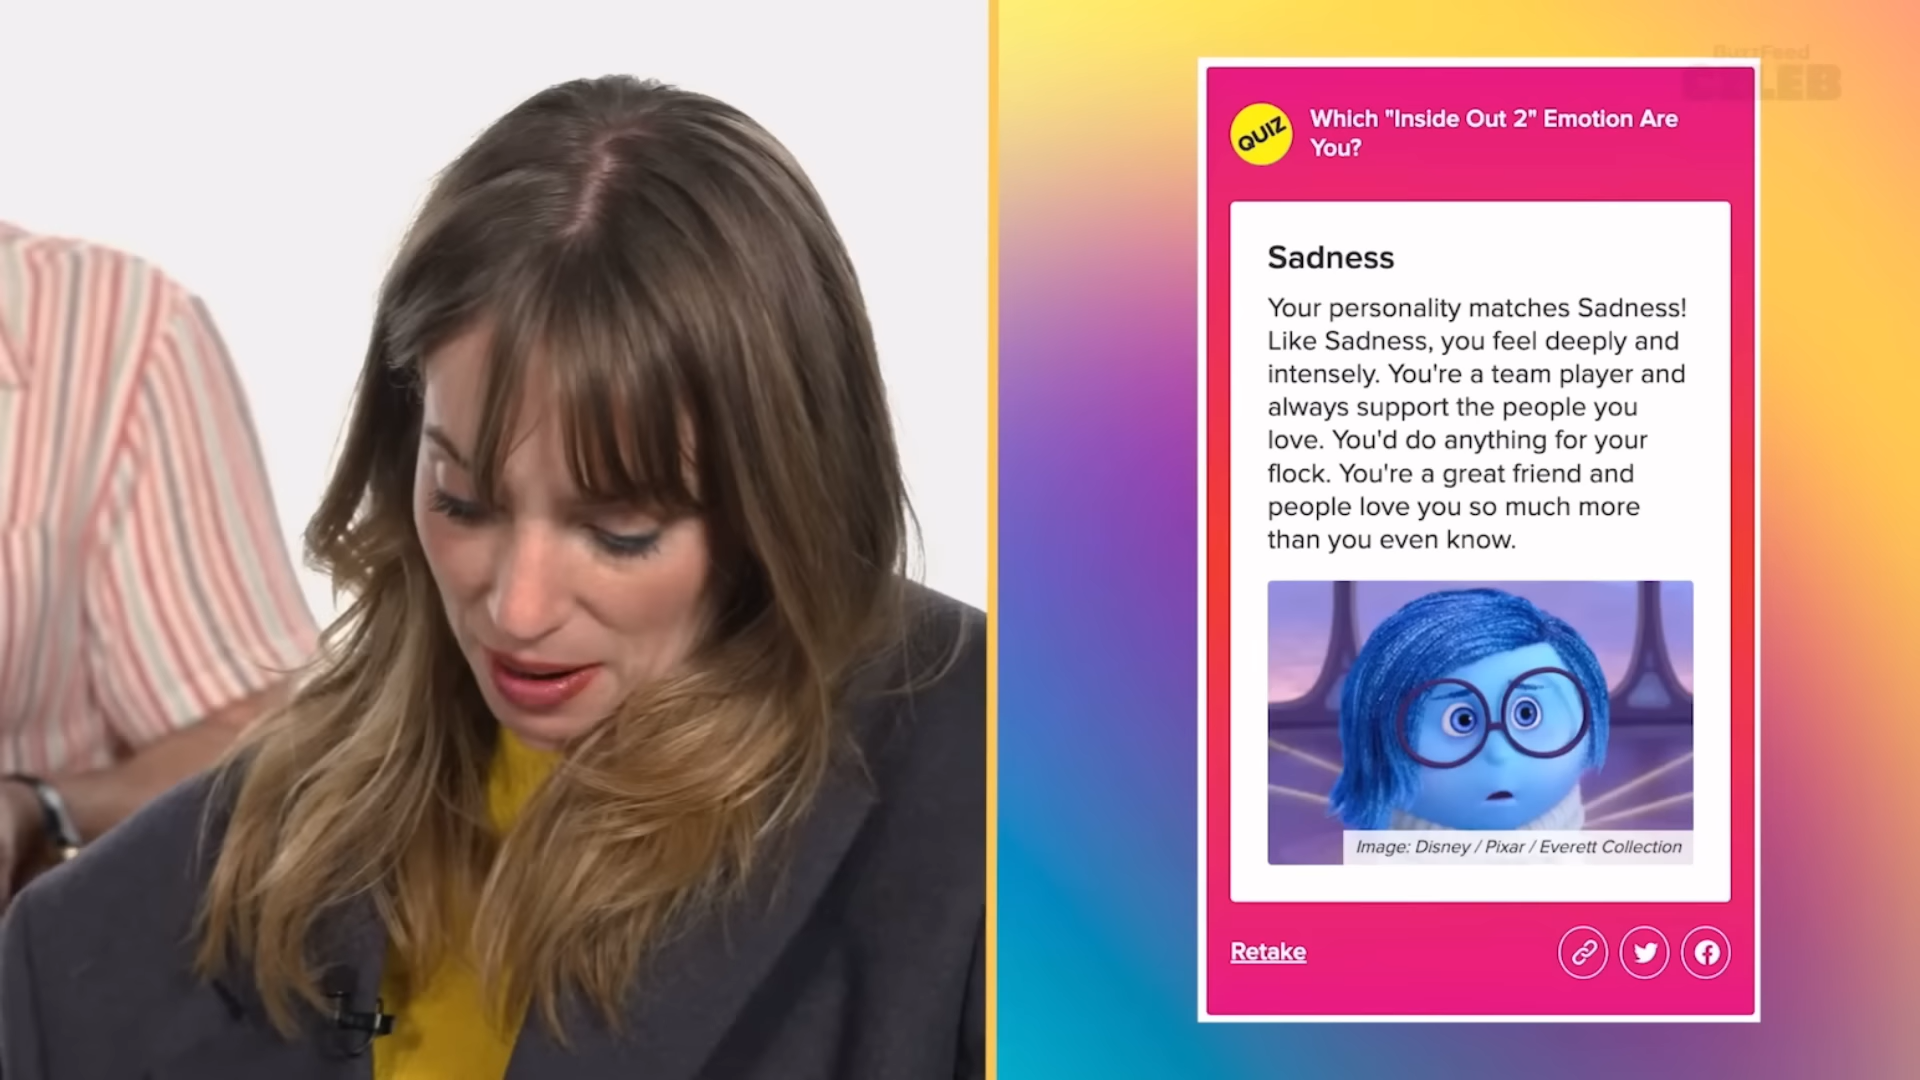 BuzzFeed
CELEB
QUIZ
Which "Inside Out 2" Emotion Are
You?
Sadness
Your personality matches Sadness!
Like Sadness, you feel deeply and
intensely. You're a team player and
always support the people you
love. You'd do anything for your
flock. You're a great friend and
people love you so much more
than you even know.
Image: Disney / Pixar / Everett Collection
Retake